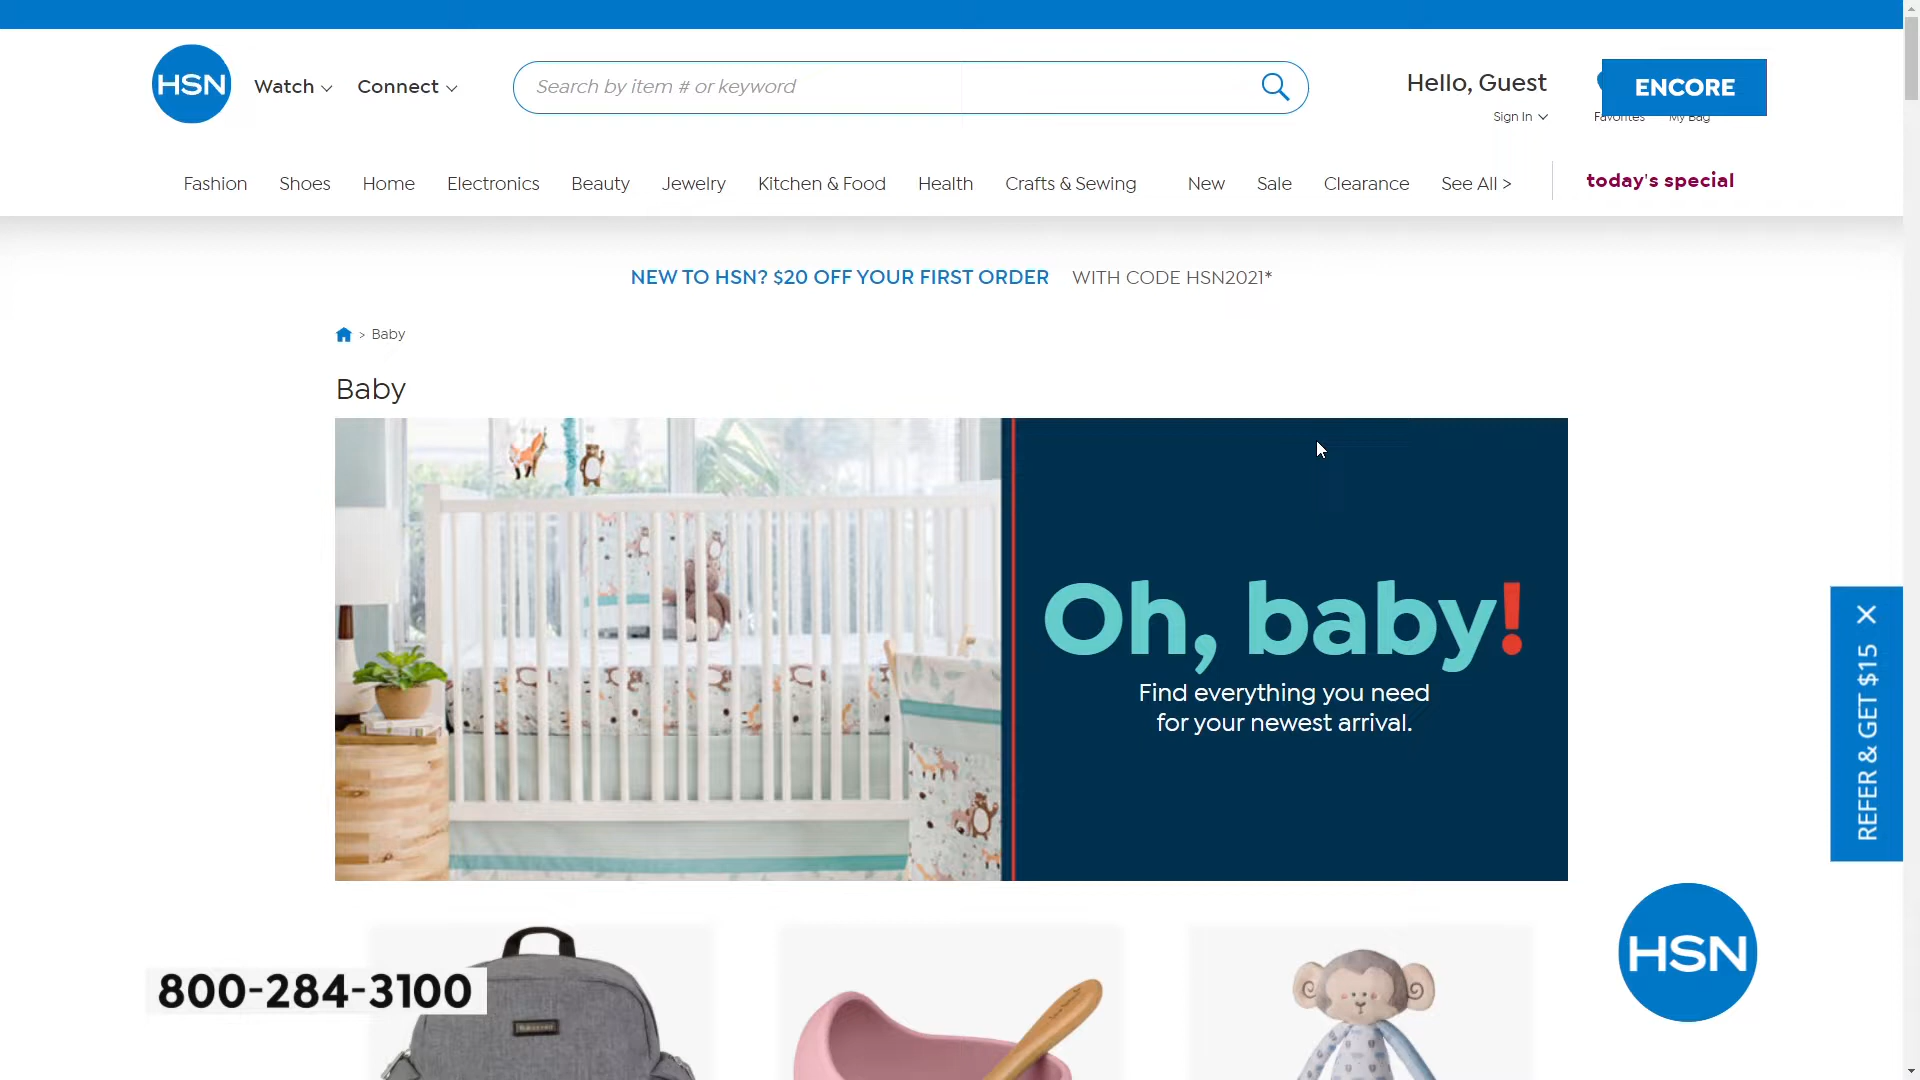 HSN
Watch
Connect
Search by item # or keyword
Hello, Guest
Sign In
ENCORE
Favorites
My Bag
Fashion
Shoes
Home
Electronics
Beauty
Jewelry
Kitchen & Food
Health
Crafts & Sewing
New
Sale
Clearance
See All >
today's special
NEW TO HSN? $20 OFF YOUR FIRST ORDER WITH CODE HSN2021*
> Baby
Baby
Oh, baby!
Find everything you need
for your newest arrival.
REFER & GET $15
HSN
800-284-3100